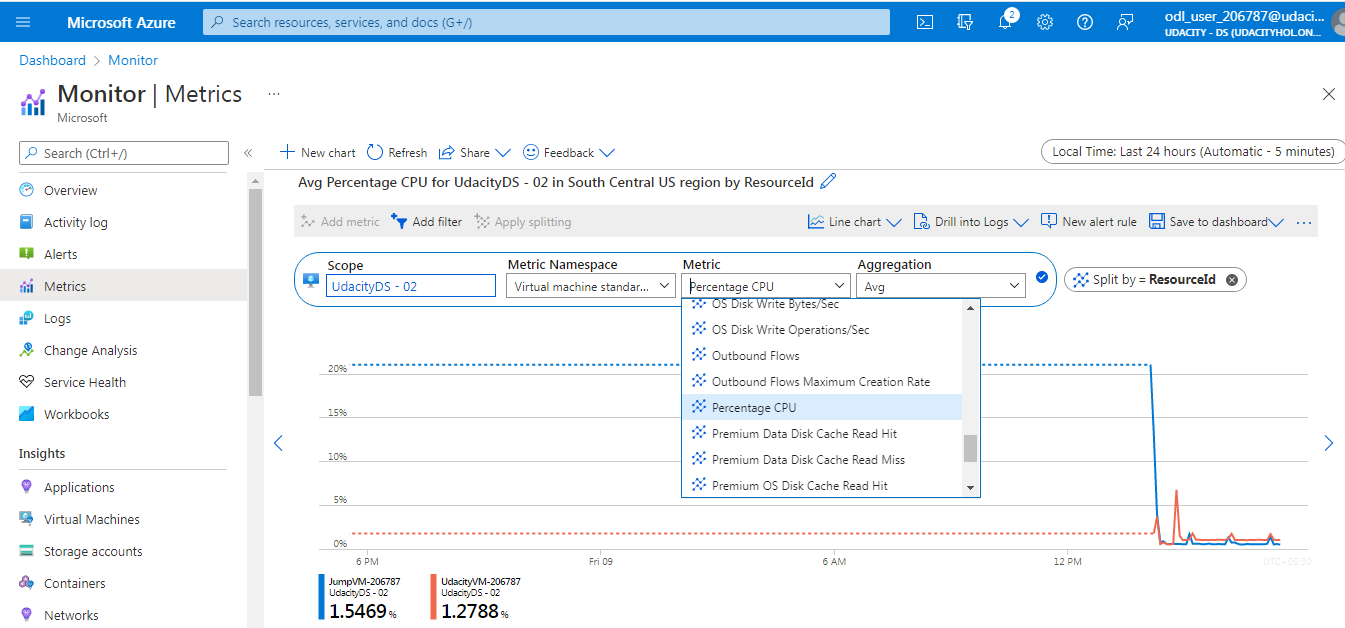 Microsoft Azure
Search resources, services, and docs (G+/)
2
odl_user_206787@udaci...
UDACITY - DS (UDACITYHOL.ON...
Dashboard > Monitor
Monitor | Metrics ...
Microsoft
Search (Ctrl+/)
«
Overview
Activity log
Alerts
Metrics
Logs
Change Analysis
Service Health
Workbooks
Insights
Applications
Virtual Machines
Storage accounts
Containers
Networks
New chart
Refresh
Share
Feedback
Local Time: Last 24 hours (Automatic - 5 minutes)
Avg Percentage CPU for UdacityDS - 02 in South Central US region by ResourceId
Add metric
Add filter
Apply splitting
Line chart
Drill into Logs
New alert rule
Save to dashboard
...
Scope
UdacityDS - 02
Metric Namespace
Virtual machine standar...
Metric
Percentage CPU
Aggregation
Avg
Split by = ResourceId
OS Disk Write Bytes/Sec
OS Disk Write Operations/Sec
Outbound Flows
Outbound Flows Maximum Creation Rate
Percentage CPU
Premium Data Disk Cache Read Hit
Premium Data Disk Cache Read Miss
Premium OS Disk Cache Read Hit
20%
15%
10%
5%
0%
6 PM
Fri 09
6 AM
12 PM
UTC+05:30
JumpVM-206787
UdacityDS - 02
1.5469 %
UdacityVM-206787
UdacityDS - 02
1.2788 %